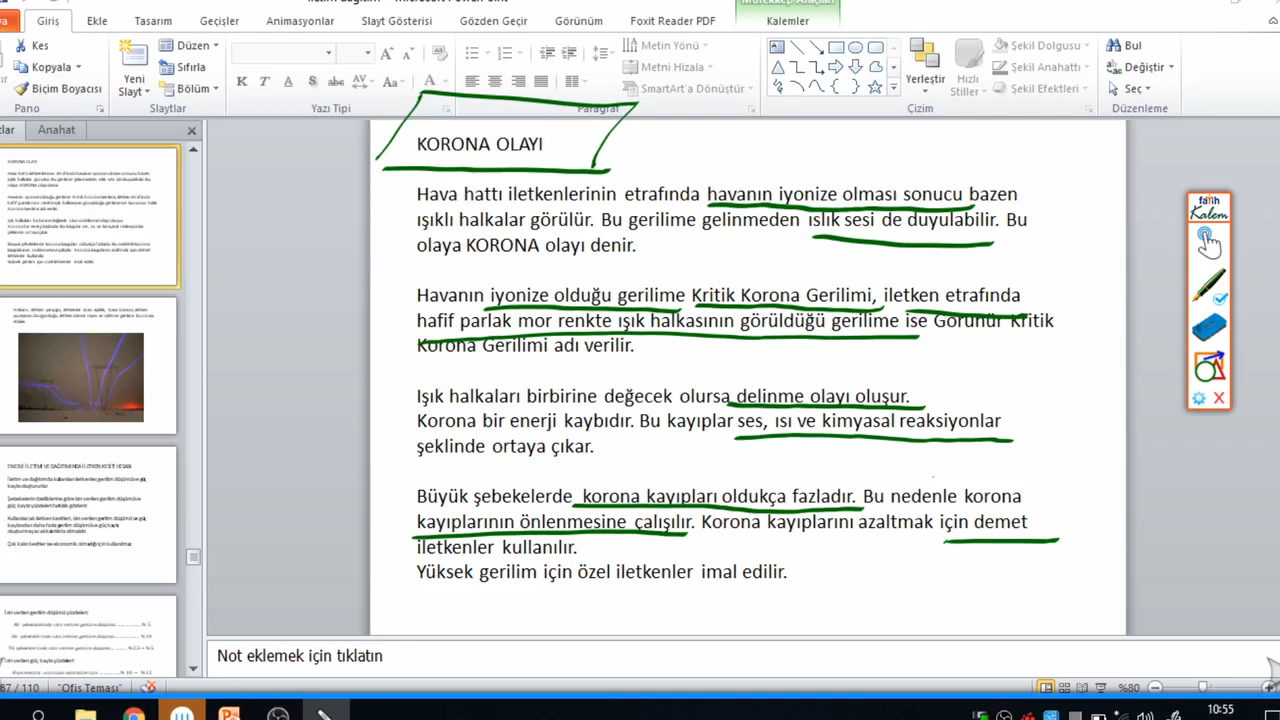 Giriş Ekle Tasarım Geçişler Animasyonlar Slayt Gösterisi Gözden Geçir Görünüm Foxit Reader PDF Kalemler
Kes
Kopyala
Biçim Boyacısı
Pano
Yeni
Slayt
Düzen
Sıfırla
Bölüm
Slaytlar
Yazı Tipi
Metin Yönü
Metni Hizala
SmartArt'a Dönüştür
Paragraf
Yerleştir
Hızlı
Stiller
Şekil Dolgusu
Şekil Anahattı
Şekil Efektleri
Çizim
Bul
Değiştir
Seç
Düzenleme
Anahat
KORONA OLAYI
Hava hattı iletkenlerinin etrafında havanın iyonize olması sonucu bazen
ışıklı halkalar görülür. Bu gerilime gelinmeden ıslık sesi de duyulabilir. Bu
olaya KORONA olayı denir.
Havanın iyonize olduğu gerilime Kritik Korona Gerilimi, iletken etrafında
hafif parlak mor renkte ışık halkasının görüldüğü gerilime ise Görünür Kritik
Korona Gerilimi adı verilir.
Işık halkaları birbirine değecek olursa delinme olayı oluşur.
Korona bir enerji kaybıdır. Bu kayıplar ses, ısı ve kimyasal reaksiyonlar
şeklinde ortaya çıkar.
Büyük şebekelerde korona kayıpları oldukça fazladır. Bu nedenle korona
kayıplarının önlenmesine çalışılır. Korona kayıplarını azaltmak için demet
iletkenler kullanılır.
Yüksek gerilim için özel iletkenler imal edilir.
fatih
Kalem
Not eklemek için tıklatın
87 / 110 "Ofis Teması" %80
10:55